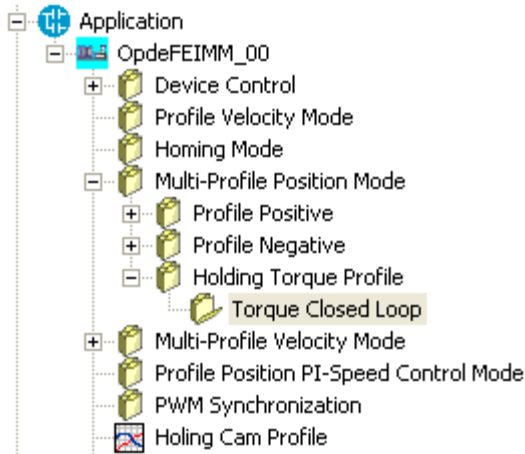 Application
OpdeFEIMM_00
Device Control
Profile Velocity Mode
Homing Mode
Multi-Profile Position Mode
Profile Positive
Profile Negative
Holding Torque Profile
Torque Closed Loop
Multi-Profile Velocity Mode
Profile Position PI-Speed Control Mode
PWM Synchronization
Holing Cam Profile